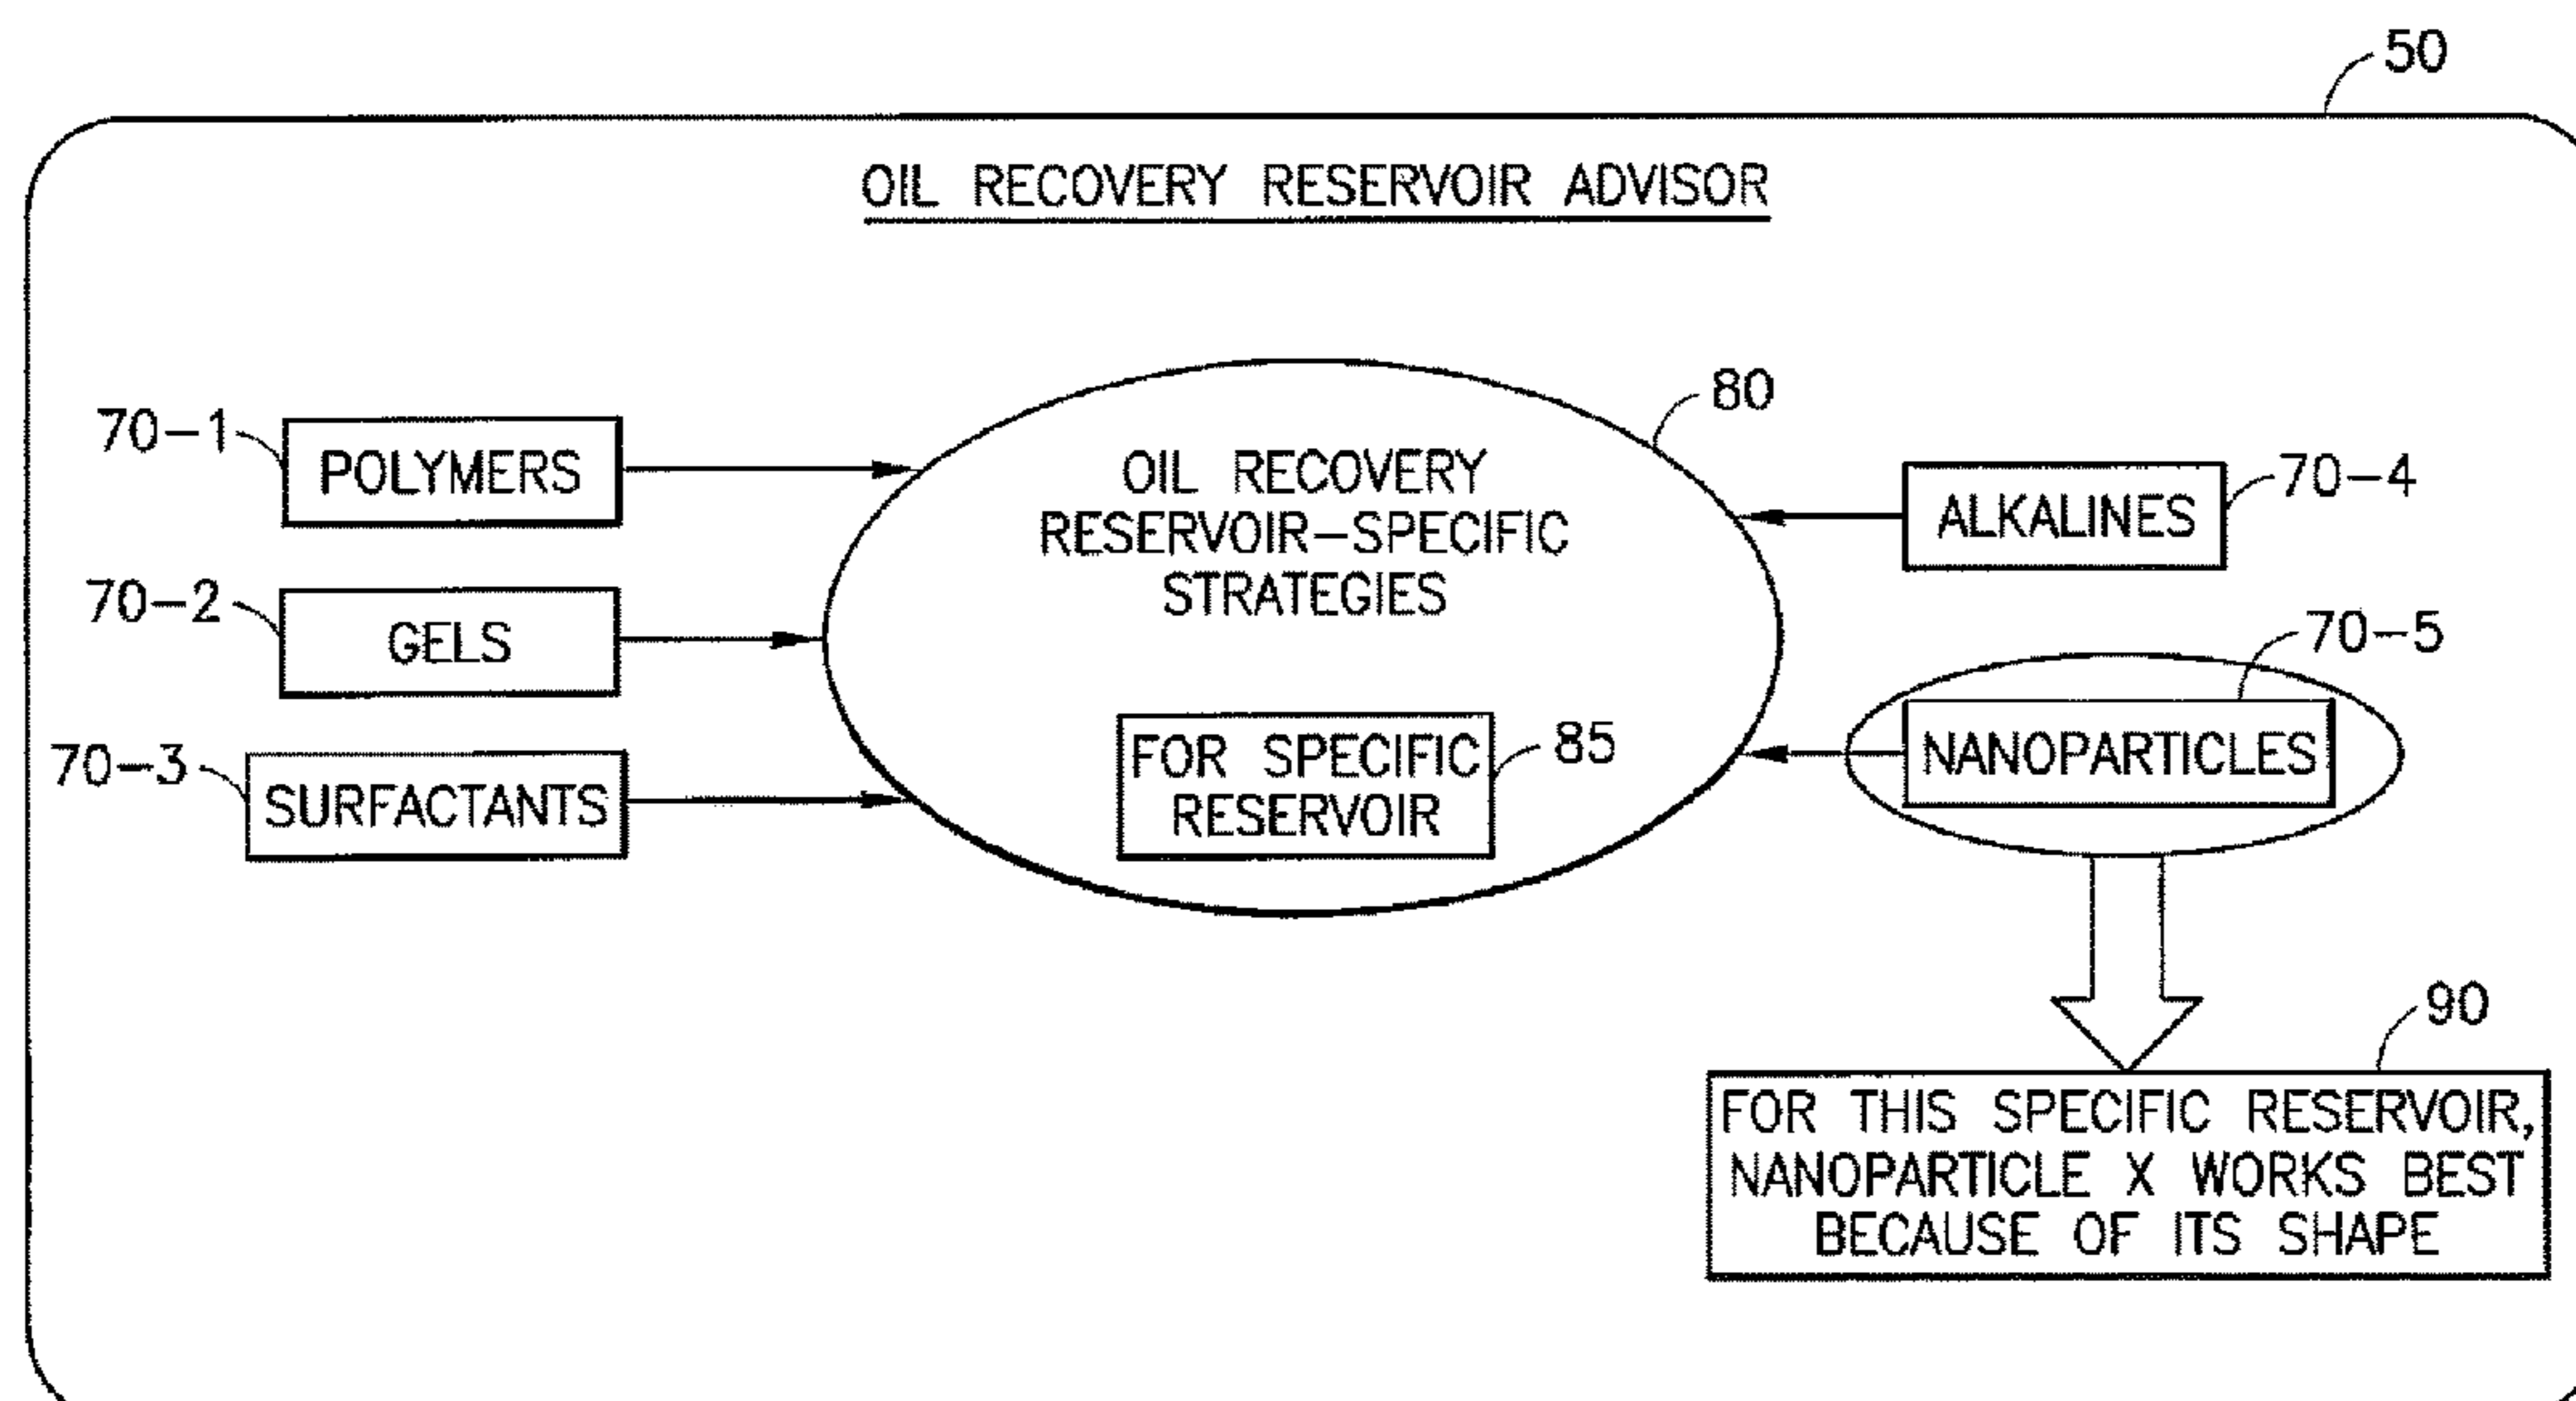 50
OIL RECOVERY RESERVOIR ADVISOR
70-1
POLYMERS
70-2
GELS
70-3
SURFACTANTS
80
OIL RECOVERY
RESERVOIR-SPECIFIC
STRATEGIES
FOR SPECIFIC
RESERVOIR
85
ALKALINES
70-4
70-5
NANOPARTICLES
90
FOR THIS SPECIFIC RESERVOIR,
NANOPARTICLE X WORKS BEST
BECAUSE OF ITS SHAPE